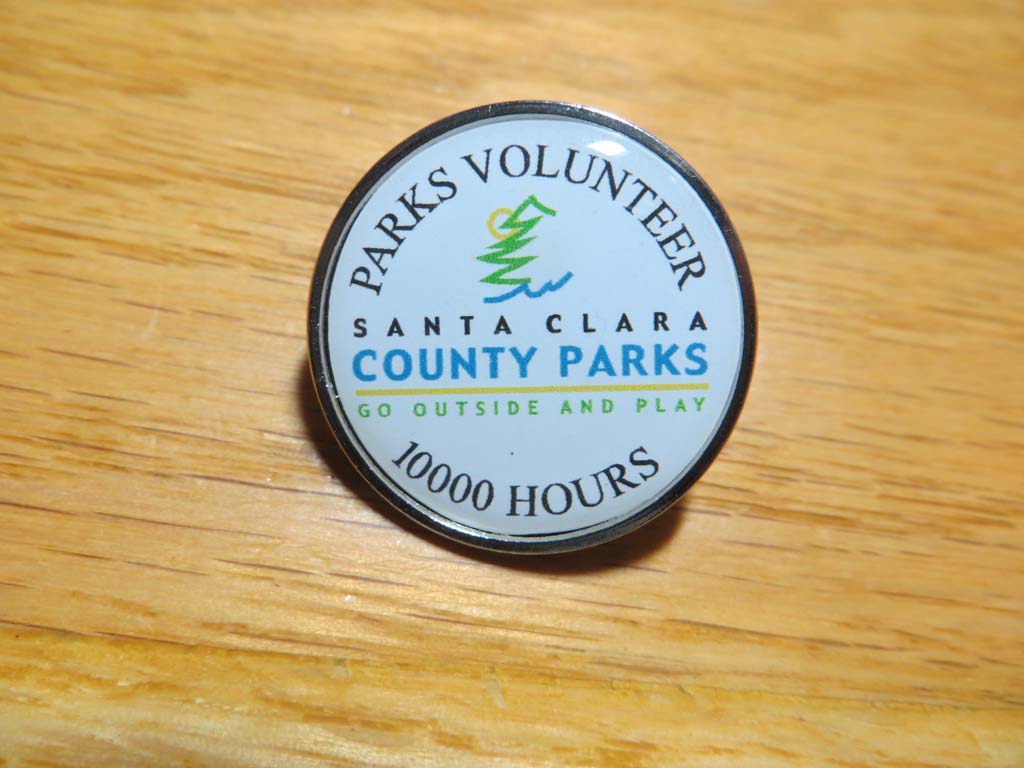 PARKS VOLUNTEER
SANTA CLARA
COUNTY PARKS
GO OUTSIDE AND PLAY
10000 HOURS